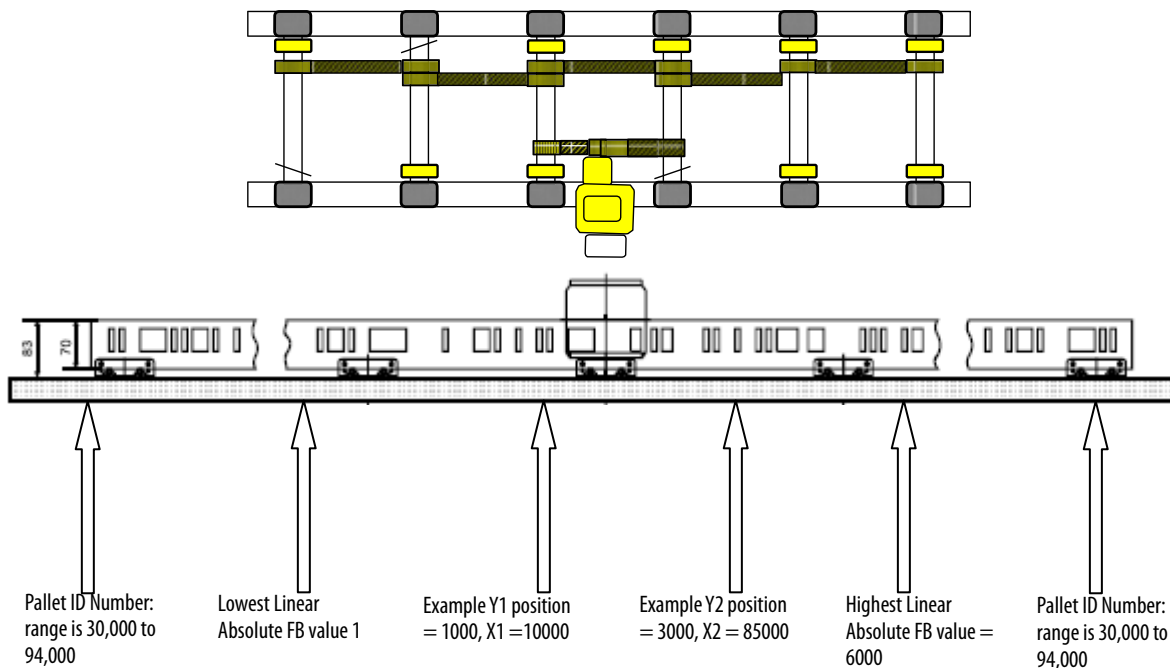 83
70
Pallet ID Number:
range is 30,000 to
94,000
Lowest Linear
Absolute FB value 1
Example Y1 position
= 1000, X1 =10000
Example Y2 position
= 3000, X2 = 85000
Highest Linear
Absolute FB value =
6000
Pallet ID Number:
range is 30,000 to
94,000